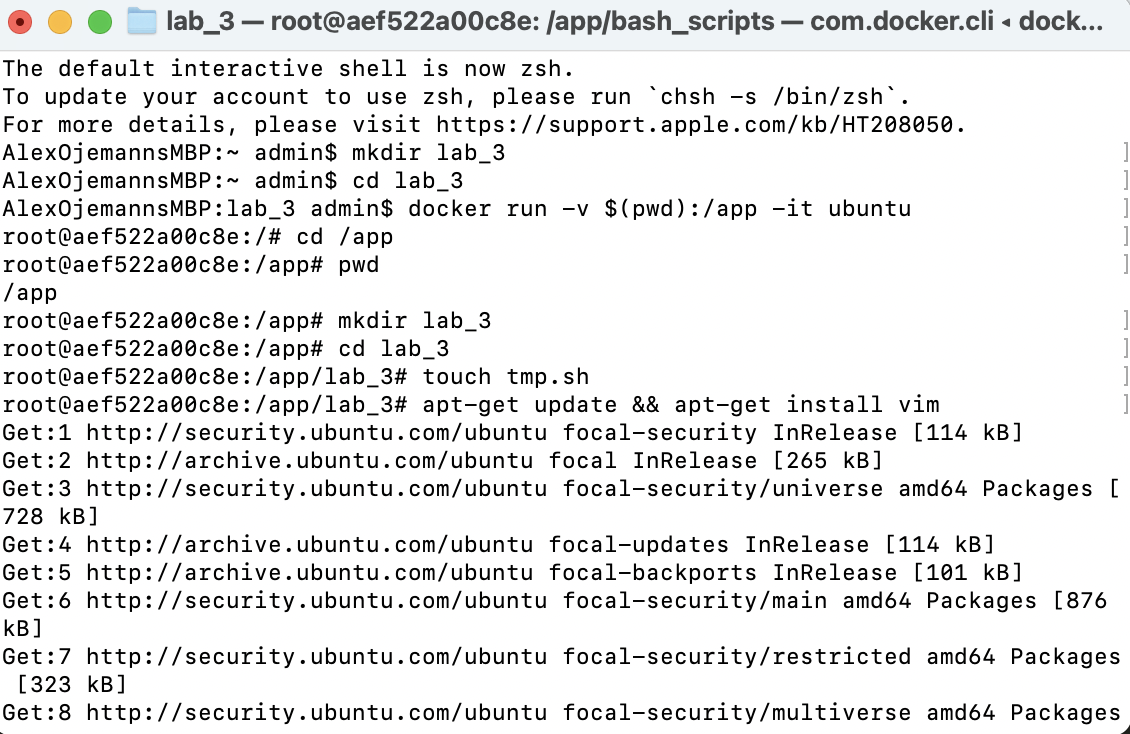 lab_3 — root@aef522a00c8e: /app/bash_scripts — com.docker.cli ◂ dock...
The default interactive shell is now zsh.
To update your account to use zsh, please run `chsh -s /bin/zsh`.
For more details, please visit https://support.apple.com/kb/HT208050.
AlexOjemannsMBP:~ admin$ mkdir lab_3 ]
AlexOjemannsMBP:~ admin$ cd lab_3 ]
AlexOjemannsMBP:lab_3 admin$ docker run -v $(pwd):/app -it ubuntu ]
root@aef522a00c8e:/# cd /app ]
root@aef522a00c8e:/app# pwd ]
/app
root@aef522a00c8e:/app# mkdir lab_3 ]
root@aef522a00c8e:/app# cd lab_3 ]
root@aef522a00c8e:/app/lab_3# touch tmp.sh ]
root@aef522a00c8e:/app/lab_3# apt-get update && apt-get install vim ]
Get:1 http://security.ubuntu.com/ubuntu focal-security InRelease [114 kB]
Get:2 http://archive.ubuntu.com/ubuntu focal InRelease [265 kB]
Get:3 http://security.ubuntu.com/ubuntu focal-security/universe amd64 Packages [
728 kB]
Get:4 http://archive.ubuntu.com/ubuntu focal-updates InRelease [114 kB]
Get:5 http://archive.ubuntu.com/ubuntu focal-backports InRelease [101 kB]
Get:6 http://security.ubuntu.com/ubuntu focal-security/main amd64 Packages [876
kB]
Get:7 http://security.ubuntu.com/ubuntu focal-security/restricted amd64 Packages
 [323 kB]
Get:8 http://security.ubuntu.com/ubuntu focal-security/multiverse amd64 Packages